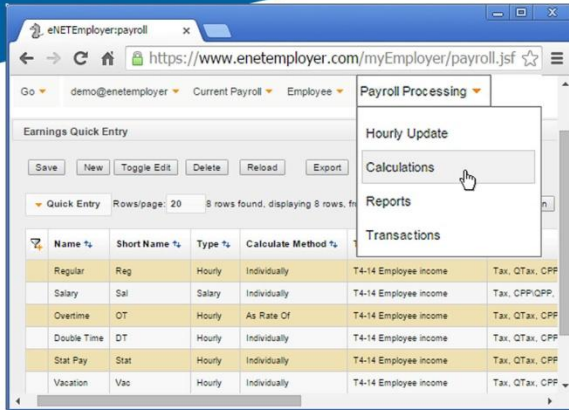 eNETEmployer:payroll
https://www.enetemployer.com/myEmployer/payroll.jsf
Go demo@enetemployer Current Payroll Employee Payroll Processing
Hourly Update
Calculations
Reports
Transactions
Earnings Quick Entry
Save New Toggle Edit Delete Reload Export
Quick Entry Rows/page: 20 8 rows found, displaying 8 rows, n
Name Short Name Type Calculate Method
Regular Reg Hourly Individually T4-14 Employee income Tax, QTax, CPP
Salary Sal Salary Individually T4-14 Employee income Tax, CPP\QPP,
Overtime OT Hourly As Rate Of T4-14 Employee income Tax, QTax, CPP
Double Time DT Hourly Individually T4-14 Employee income Tax, QTax, CPP
Stat Pay Stat Hourly Individually T4-14 Employee income Tax, QTax, CPP
Vacation Vac Hourly Individually T4-14 Employee income Tax, QTax, CPP